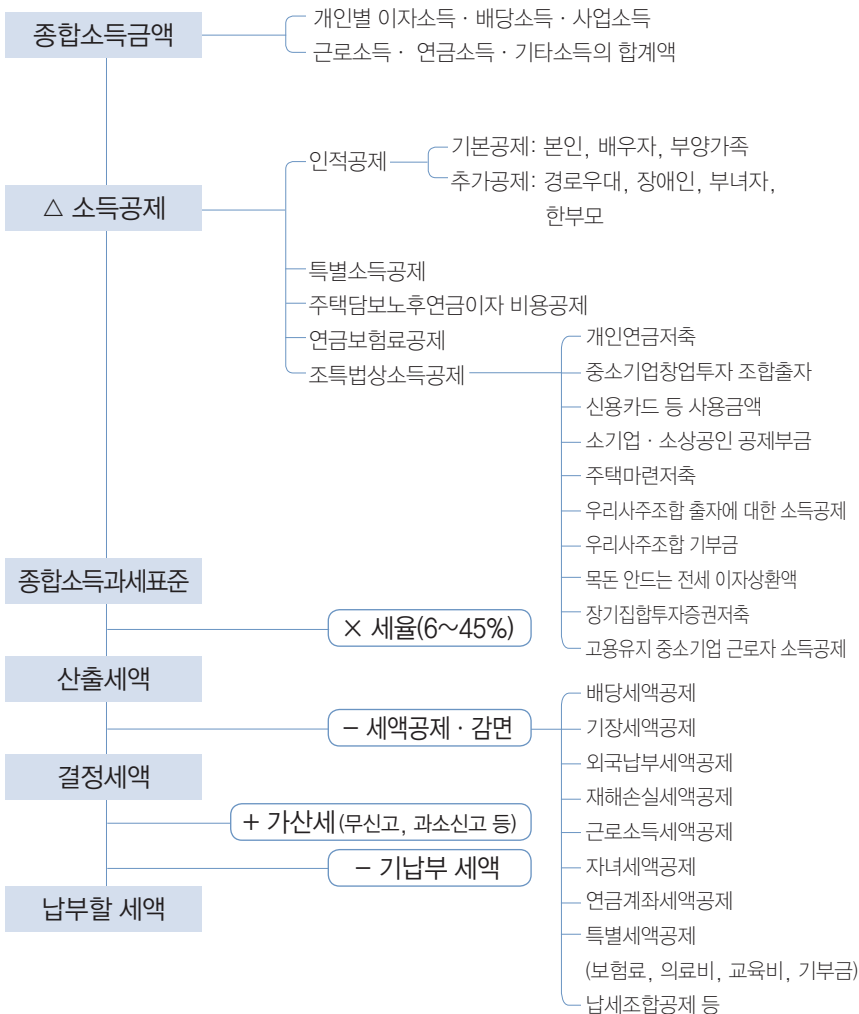 종합소득금액
개인별 이자소득 · 배당소득 · 사업소득
근로소득 · 연금소득 · 기타소득의 합계액
△ 소득공제
인적공제
기본공제: 본인, 배우자, 부양가족
추가공제: 경로우대, 장애인, 부녀자,
한부모
특별소득공제
주택담보노후연금이자 비용공제
연금보험료공제
조특법상소득공제
개인연금저축
중소기업창업투자 조합출자
신용카드 등 사용금액
소기업 · 소상공인 공제부금
주택마련저축
우리사주조합 출자에 대한 소득공제
우리사주조합 기부금
목돈 안드는 전세 이자상환액
장기집합투자증권저축
고용유지 중소기업 근로자 소득공제
종합소득과세표준
× 세율(6~45%)
산출세액
− 세액공제 · 감면
배당세액공제
기장세액공제
외국납부세액공제
재해손실세액공제
근로소득세액공제
자녀세액공제
연금계좌세액공제
특별세액공제
(보험료, 의료비, 교육비, 기부금)
납세조합공제 등
결정세액
+ 가산세(무신고, 과소신고 등)
− 기납부 세액
납부할 세액